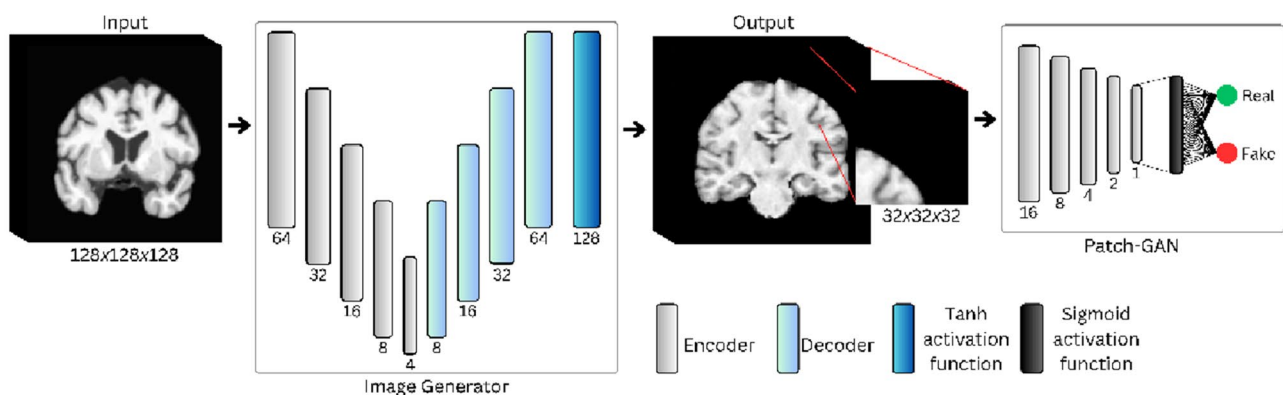 Input
128x128x128
64
32
16
8
4
8
16
32
64
128
Image Generator
Output
32x32x32
16
8
4
2
1
Real
Fake
Patch-GAN
Encoder
Decoder
Tanh
activation
function
Sigmoid
activation
function